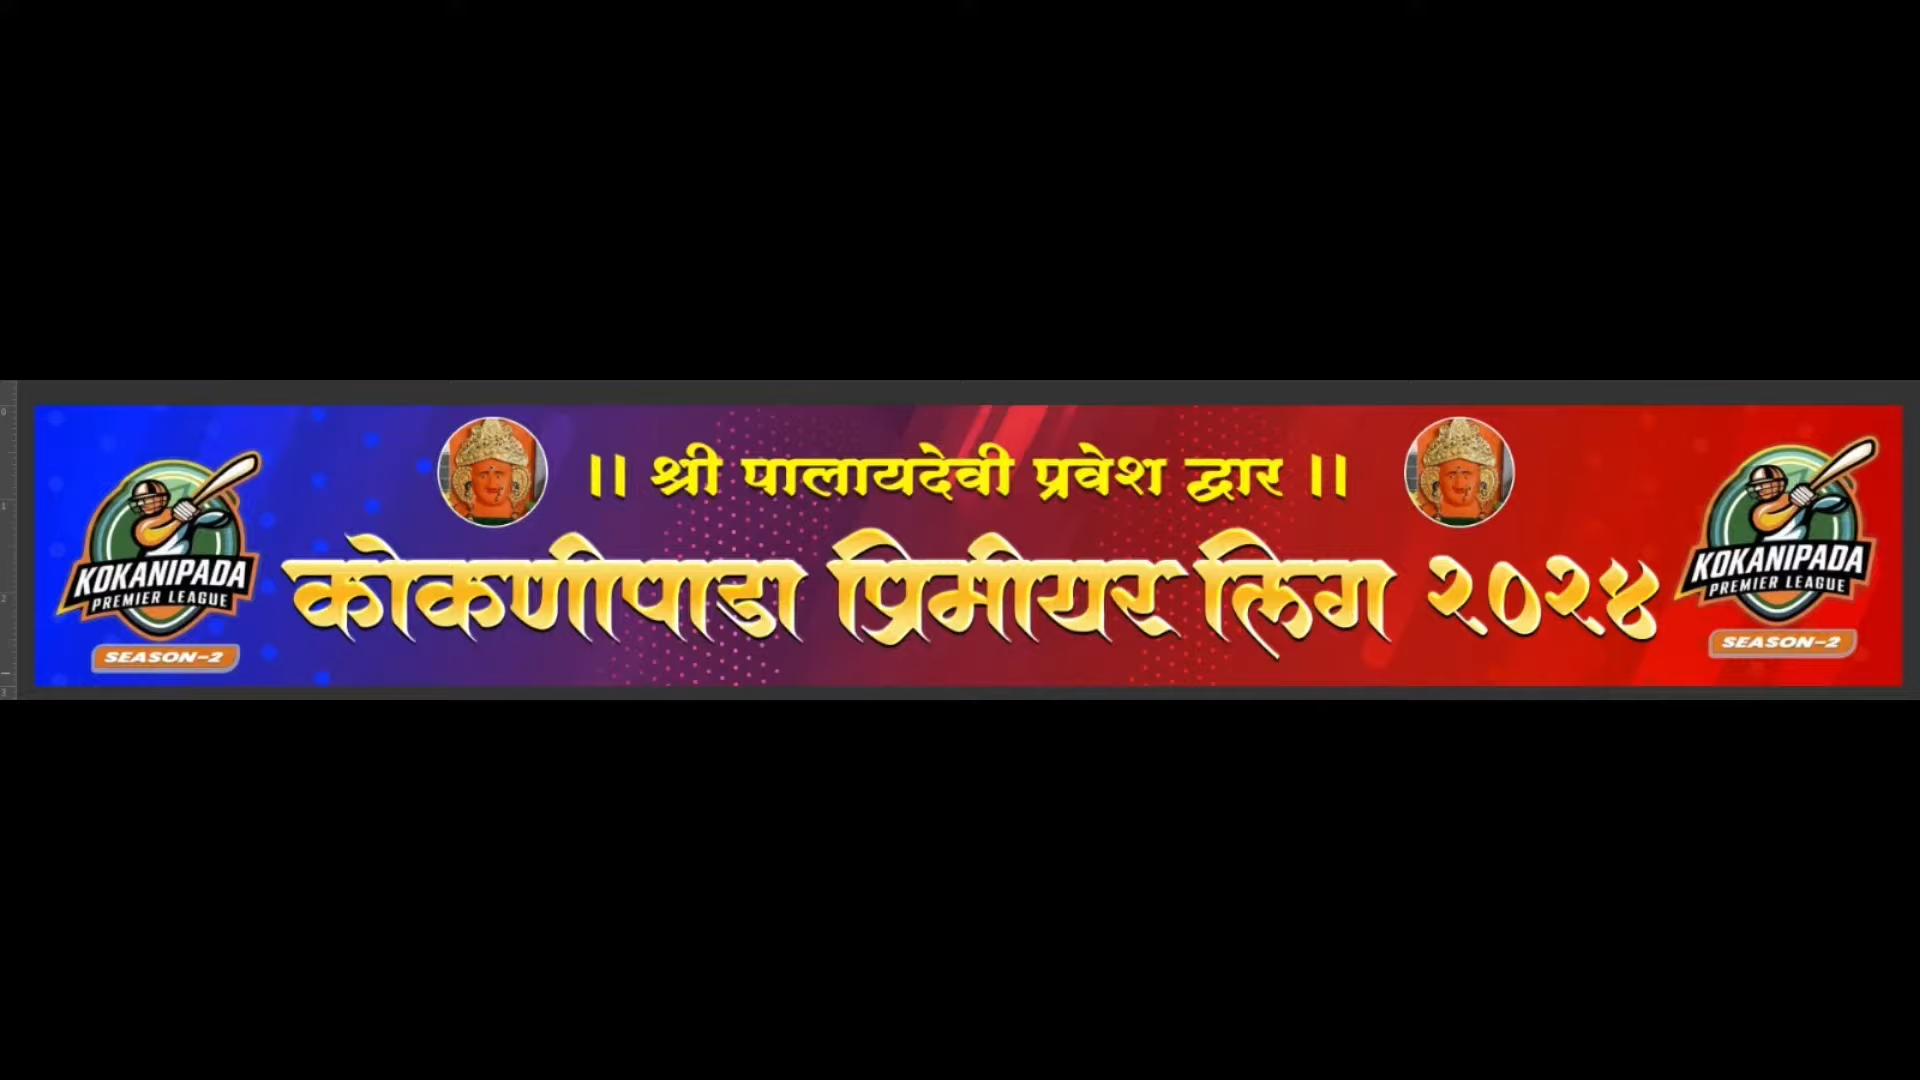 ।। श्री पालायदेवी प्रवेश द्वार ।।
कोकणीपाडा प्रिमीयर लिग २०२४
KOKANIPADA
PREMIER LEAGUE
SEASON-2
KOKANIPADA
PREMIER LEAGUE
SEASON-2